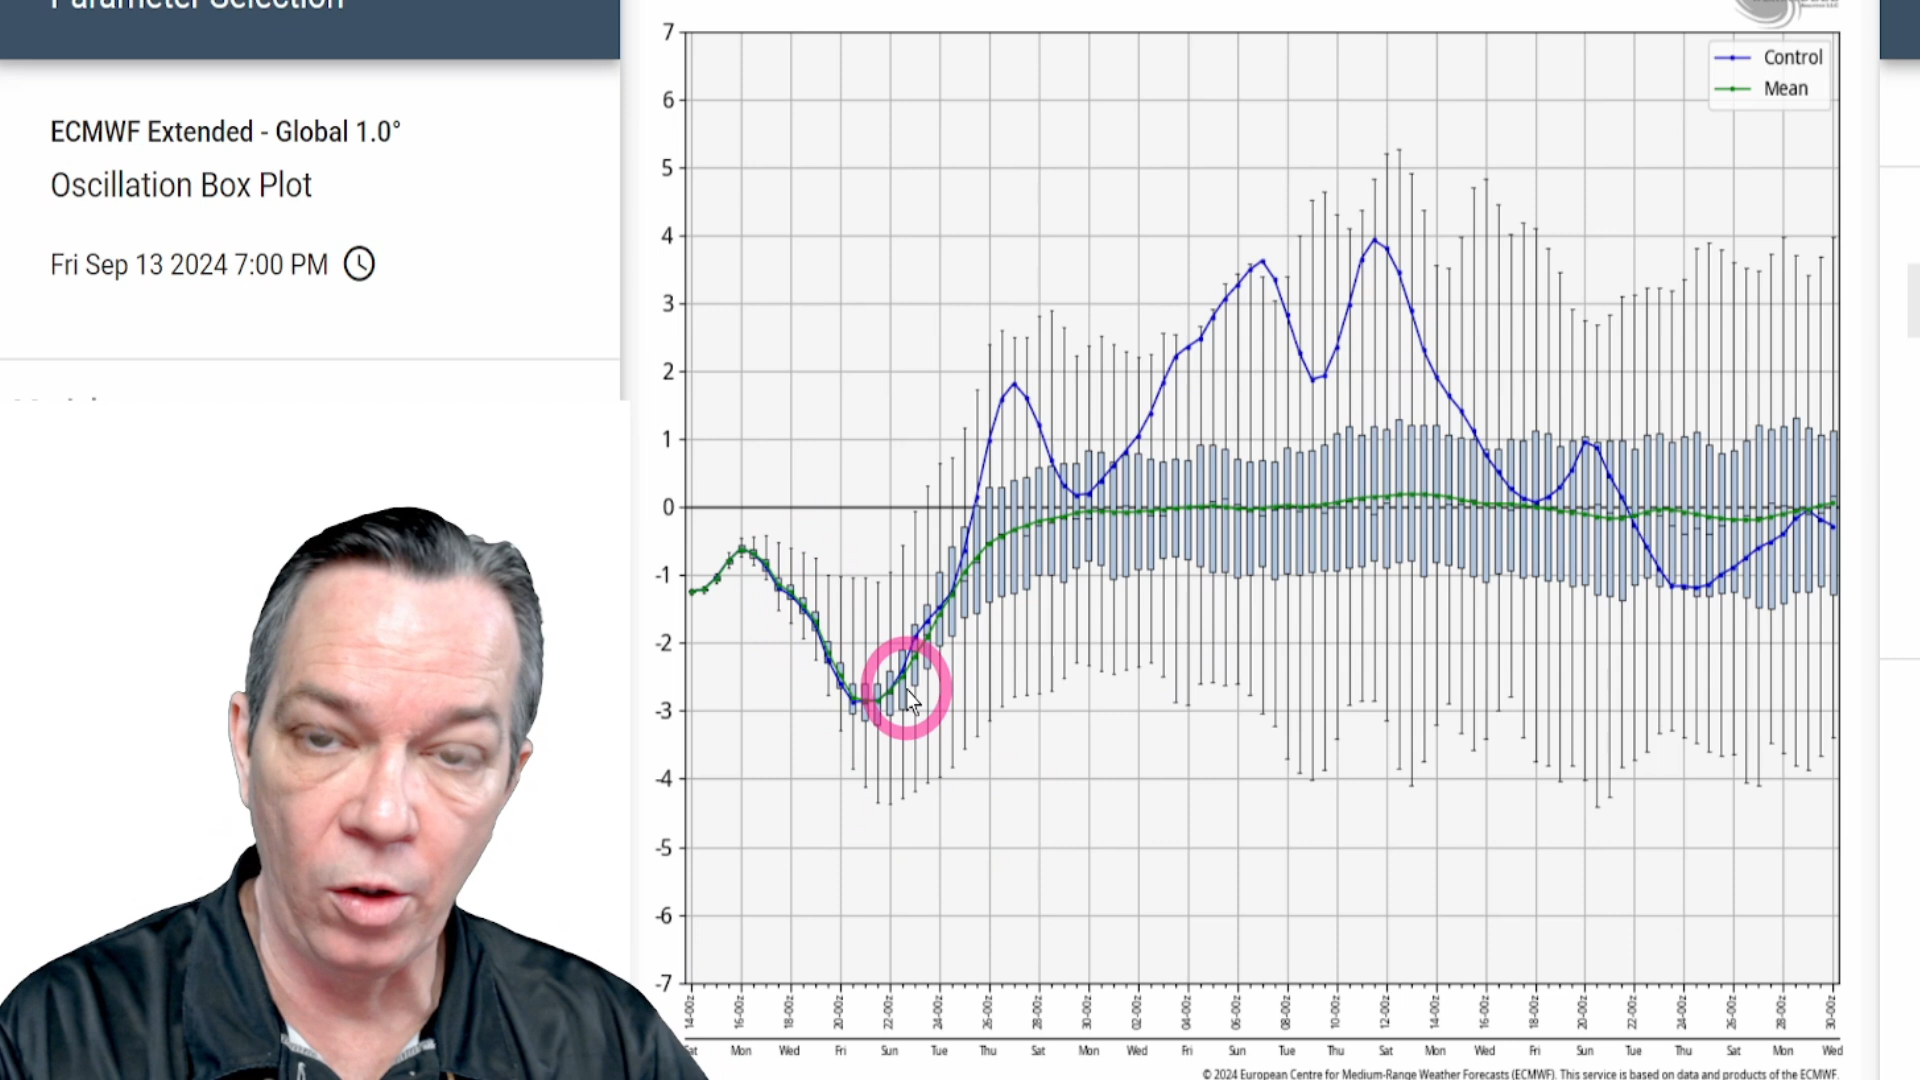 Parameter Selection
ECMWF Extended - Global 1.0°
Oscillation Box Plot
Fri Sep 13 2024 7:00 PM
Control
Mean
7
6
5
4
3
2
1
0
-1
-2
-3
-4
-5
-6
-7
14-00z 16-00z 18-00z 20-00z 22-00z 24-00z 26-00z 28-00z 30-00z 02-00z 04-00z 06-00z 08-00z 10-00z 12-00z 14-00z 16-00z 18-00z 20-00z 22-00z 24-00z 26-00z 28-00z 30-00z
Sat Mon Wed Fri Sun Tue Thu Sat Mon Wed Fri Sun Tue Thu Sat Mon Wed Fri Sun Tue Thu Sat Mon Wed
© 2024 European Centre for Medium-Range Weather Forecasts (ECMWF). This service is based on data and products of the ECMWF.